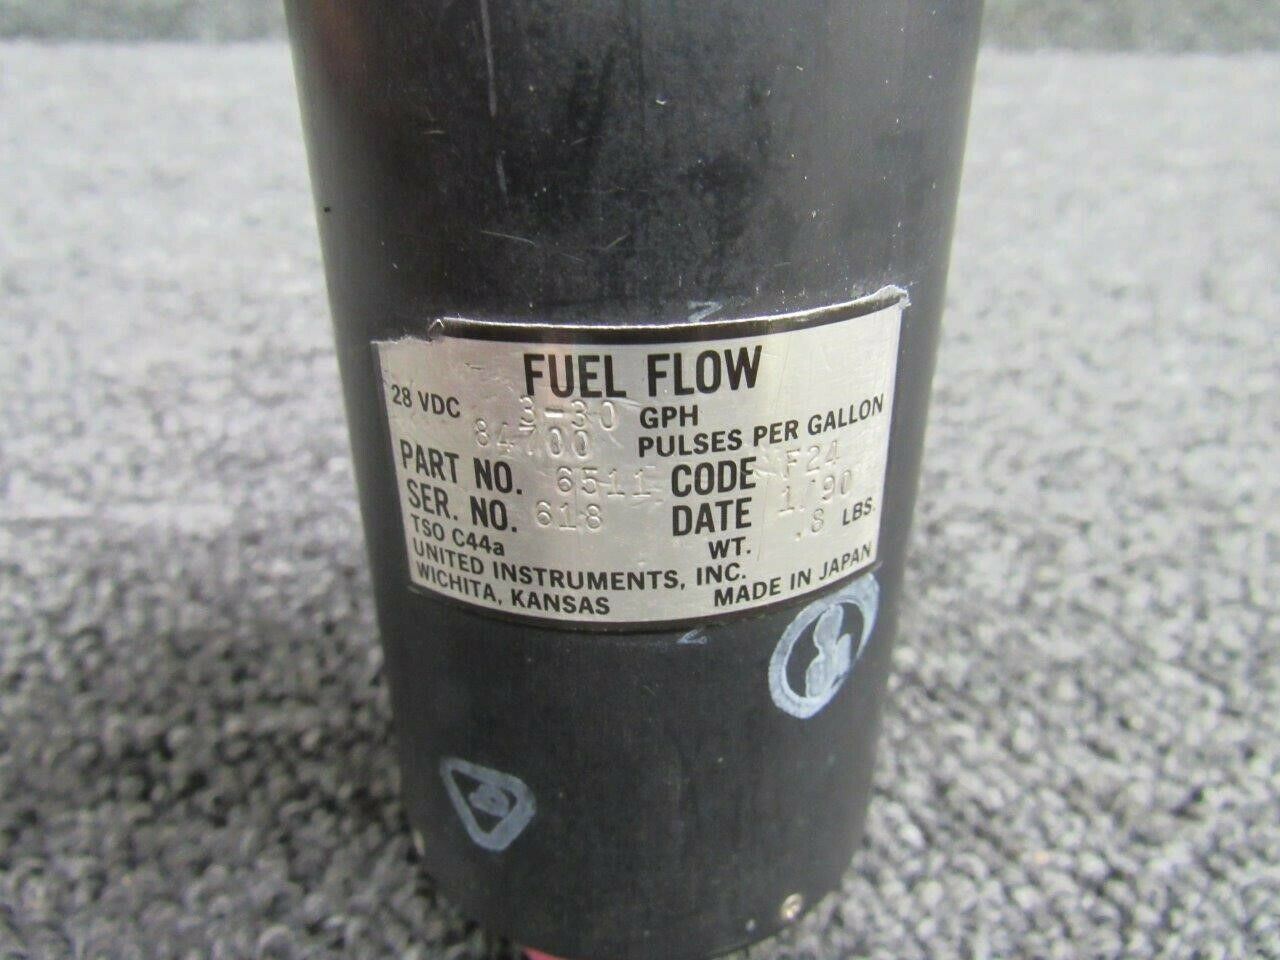 FUEL FLOW
28 VDC 3-30 GPH
84700 PULSES PER GALLON
PART NO. 6511 CODE F24
SER. NO. 618 DATE 1/90
TSO C44a WT. .8 LBS.
UNITED INSTRUMENTS, INC.
WICHITA, KANSAS MADE IN JAPAN